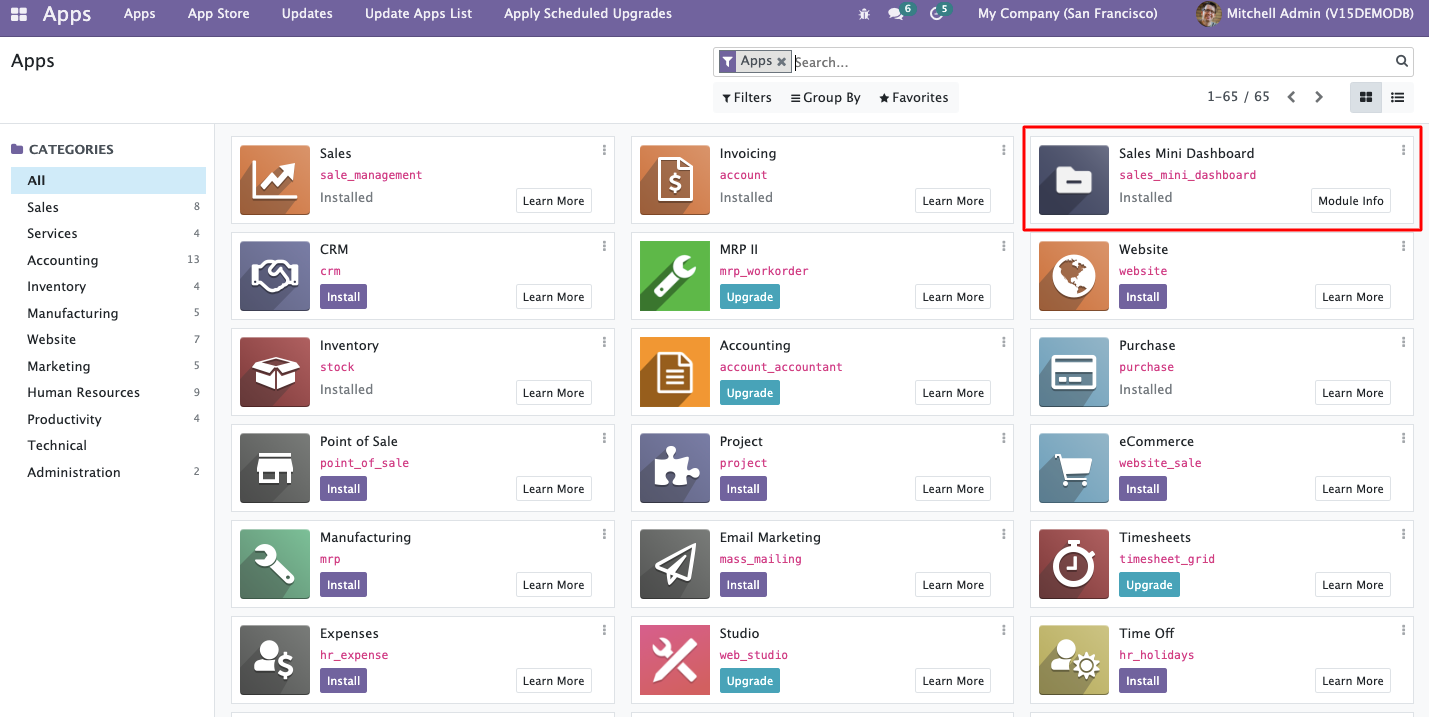 Apps Apps App Store Updates Update Apps List Apply Scheduled Upgrades 6 5 My Company (San Francisco) Mitchell Admin (V15DEMODB)
Apps
Apps Search...
Filters Group By Favorites 1-65 / 65
CATEGORIES
All
Sales 8
Services 4
Accounting 13
Inventory 4
Manufacturing 5
Website 7
Marketing 5
Human Resources 9
Productivity 4
Technical
Administration 2
Sales
sale_management
Installed
Learn More
Invoicing
account
Installed
Learn More
Sales Mini Dashboard
sales_mini_dashboard
Installed
Module Info
CRM
crm
Install
Learn More
MRP II
mrp_workorder
Upgrade
Learn More
Website
website
Install
Learn More
Inventory
stock
Installed
Learn More
Accounting
account_accountant
Upgrade
Learn More
Purchase
purchase
Installed
Learn More
Point of Sale
point_of_sale
Install
Learn More
Project
project
Install
Learn More
eCommerce
website_sale
Install
Learn More
Manufacturing
mrp
Install
Learn More
Email Marketing
mass_mailing
Install
Learn More
Timesheets
timesheet_grid
Upgrade
Learn More
Expenses
hr_expense
Install
Learn More
Studio
web_studio
Upgrade
Learn More
Time Off
hr_holidays
Install
Learn More